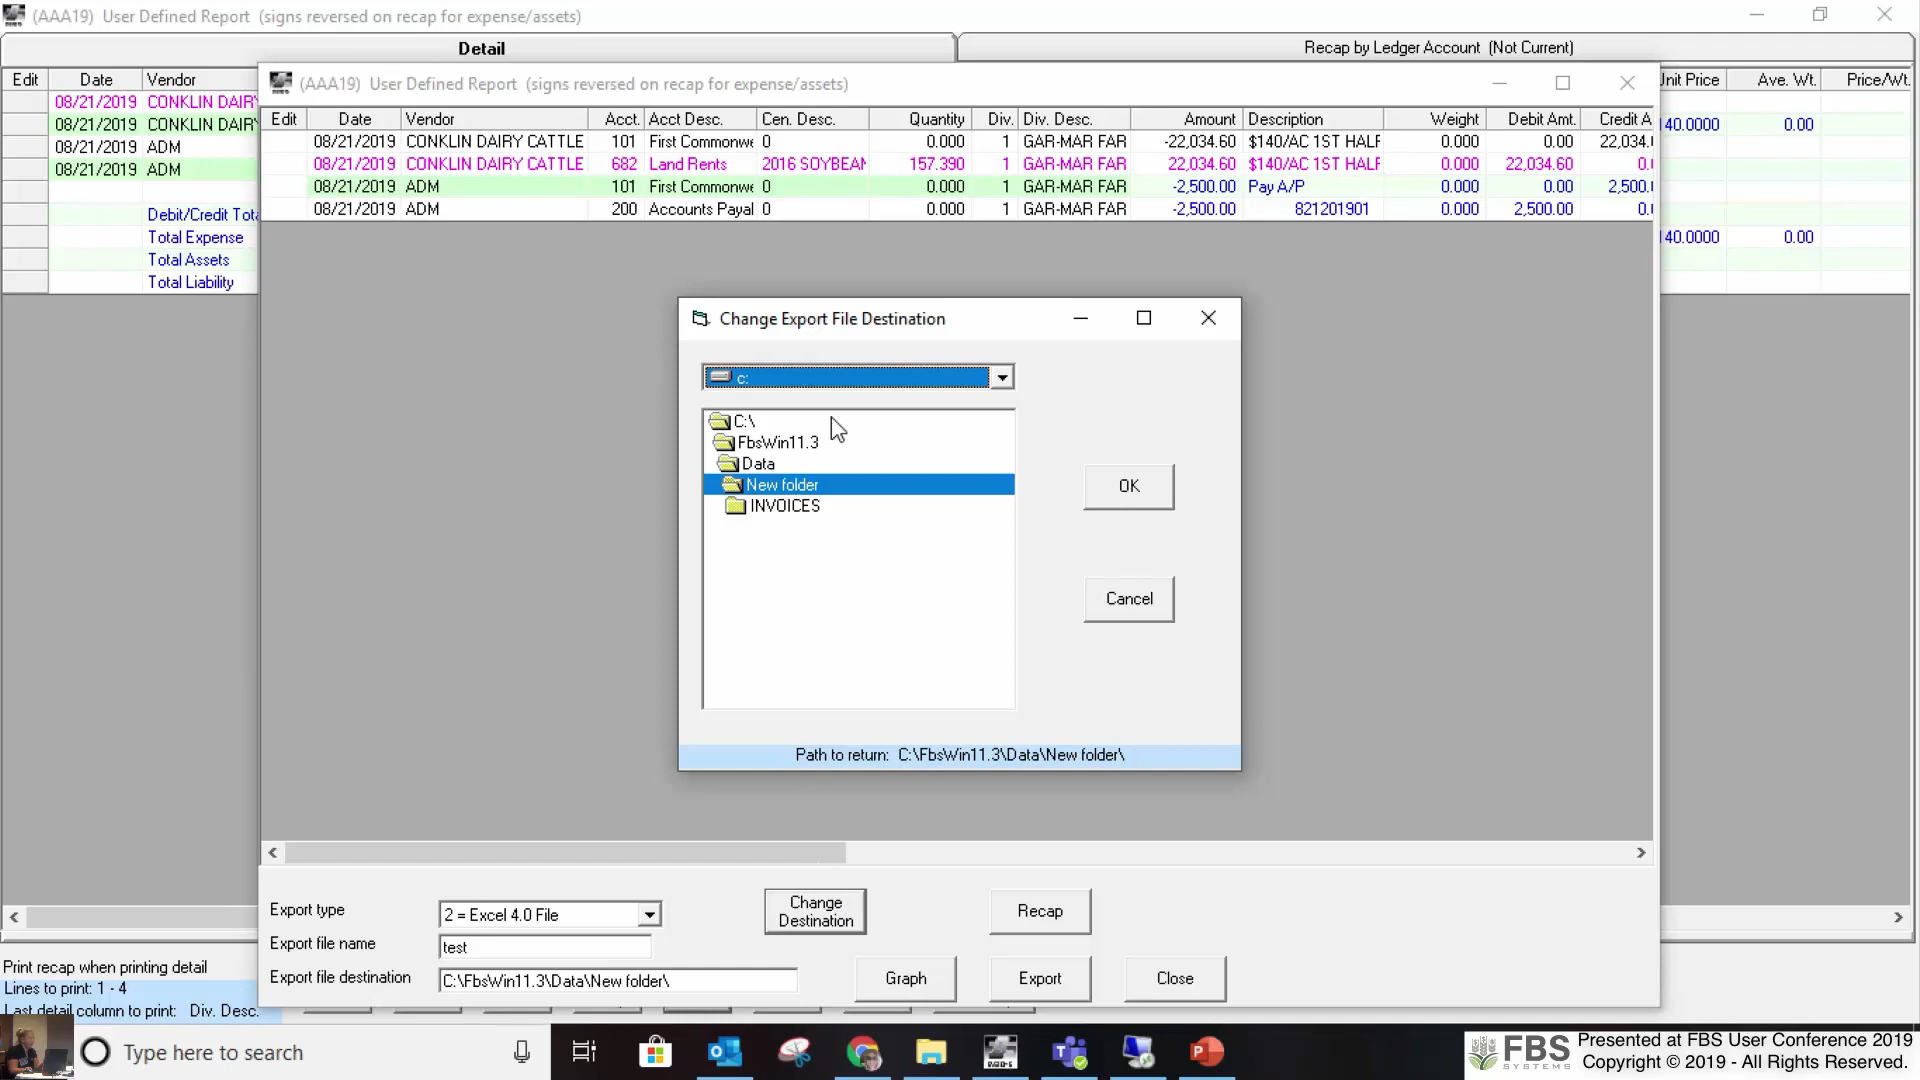 (AAA19) User Defined Report (signs reversed on recap for expense/assets)
Detail
Recap by Ledger Account (Not Current)
Edit Date Vendor
Unit Price Ave. Wt. Price/Wt.
08/21/2019 CONKLIN DAIRY
08/21/2019 CONKLIN DAIRY
40.0000 0.00
08/21/2019 ADM
08/21/2019 ADM
Debit/Credit
Total Expense
40.0000 0.00
Total Assets
Total Liability
(AAA19) User Defined Report (signs reversed on recap for expense/assets)
Edit Date Vendor Acct. Acct Desc. Cen. Desc. Quantity Div. Div. Desc. Amount Description Weight Debit Amt. Credit A
08/21/2019 CONKLIN DAIRY CATTLE 101 First Commonwe 0 0.000 1 GAR-MAR FAR -22,034.60 $140/AC 1ST HALF 0.000 0.00 22,034.
08/21/2019 CONKLIN DAIRY CATTLE 682 Land Rents 2016 SOYBEAN 157.390 1 GAR-MAR FAR 22,034.60 $140/AC 1ST HALF 0.000 22,034.60 0.
08/21/2019 ADM 101 First Commonwe 0 0.000 1 GAR-MAR FAR -2,500.00 Pay A/P 0.000 0.00 2,500.
08/21/2019 ADM 200 Accounts Payal 0 0.000 1 GAR-MAR FAR -2,500.00 821201901 0.000 2,500.00 0.
Change Export File Destination
c:
C:\
FbsWin11.3
Data
New folder
INVOICES
OK
Cancel
Path to return: C:\FbsWin11.3\Data\New folder\
Export type
2 = Excel 4.0 File
Change
Destination
Recap
Export file name
test
Export file destination
C:\FbsWin11.3\Data\New folder\
Graph
Export
Close
Print recap when printing detail
Lines to print: 1 - 4
Last detail column to print: Div. Desc.
Type here to search
FBS
SYSTEMS
Presented at FBS User Conference 2019
Copyright © 2019 - All Rights Reserved.